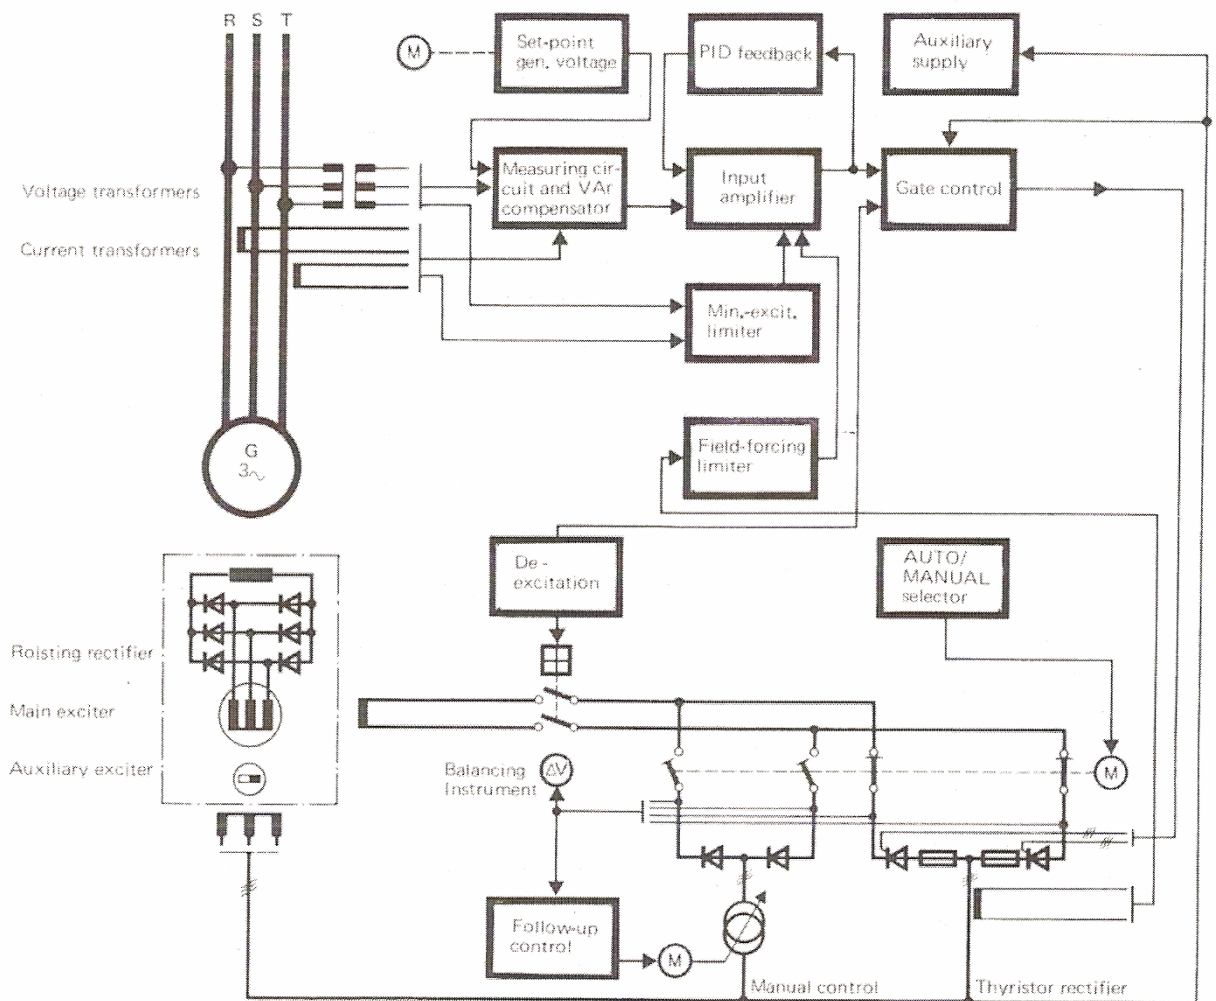 R S T
M
Set-point
gen. voltage
PID feedback
Auxiliary
supply
Voltage transformers
Measuring cir-
cuit and VAr
compensator
Input
amplifier
Gate control
Current transformers
Min.-excit.
limiter
G
3~
Field-forcing
limiter
De-
excitation
AUTO/
MANUAL
selector
Roisting rectifier
Main exciter
Auxiliary exciter
Balancing
Instrument
ΔV
M
Follow-up
control
M
Manual control
Thyristor rectifier